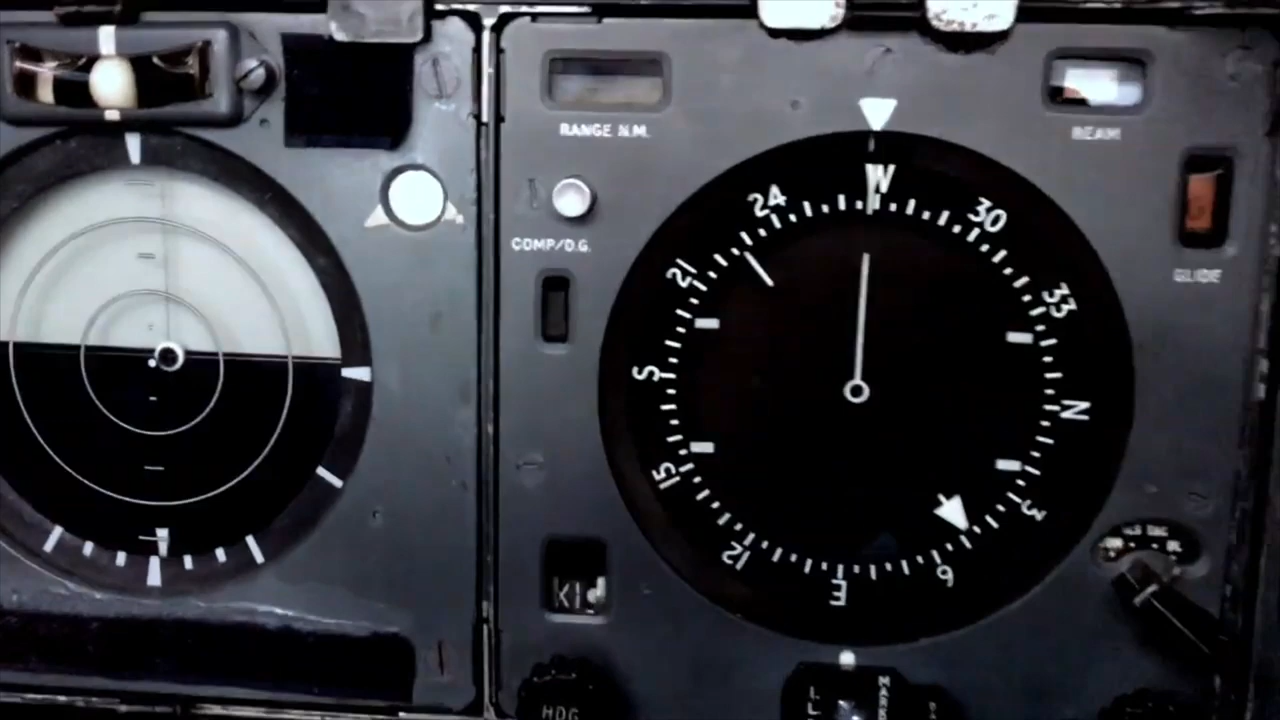 RANGE N.M.
BEAM
COMP/D.G.
GLIDE
W
30
33
N
3
6
E
12
15
S
21
24
HDG